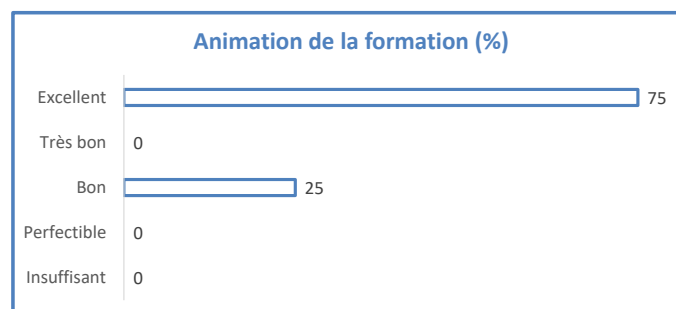 Animation de la formation (%)
Excellent 75
Très bon 0
Bon 25
Perfectible 0
Insuffisant 0